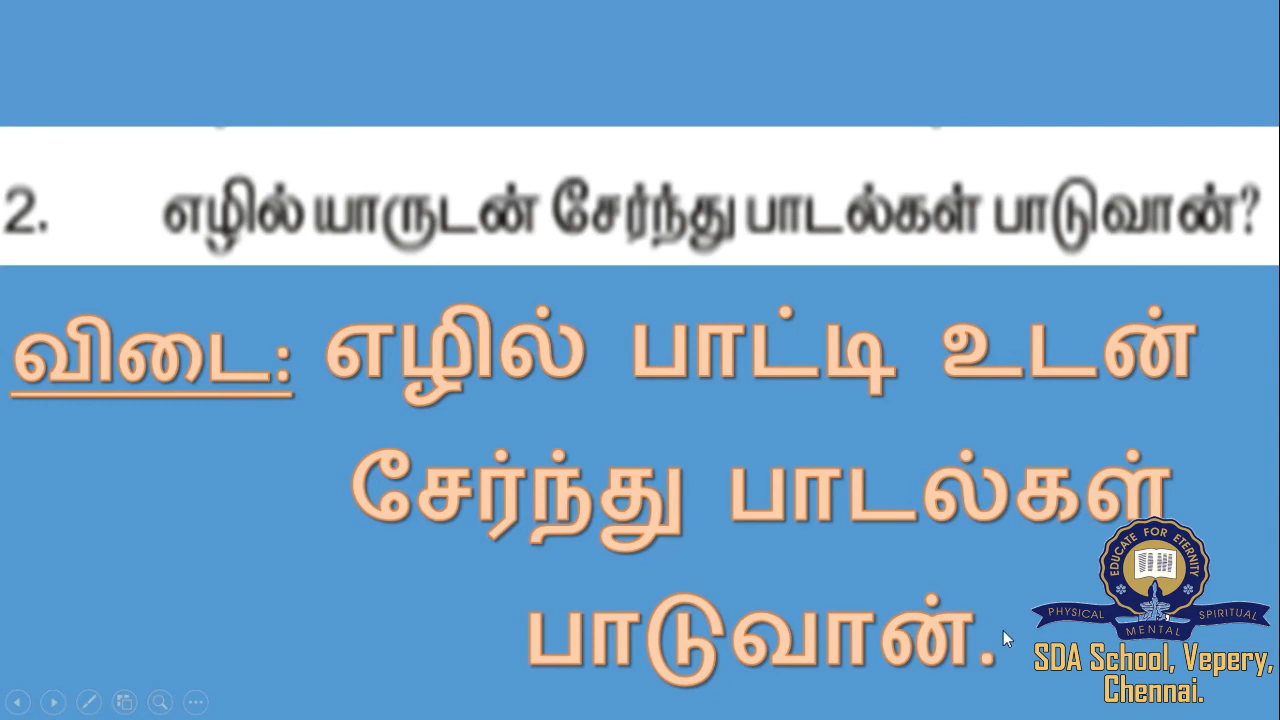 2. எழில் யாருடன் சேர்ந்து பாடல்கள் பாடுவான்?
விடை: எழில் பாட்டி உடன்
சேர்ந்து பாடல்கள்
பாடுவான்.
EDUCATE FOR ETERNITY
PHYSICAL MENTAL SPIRITUAL
SDA School, Vepery,
Chennai.